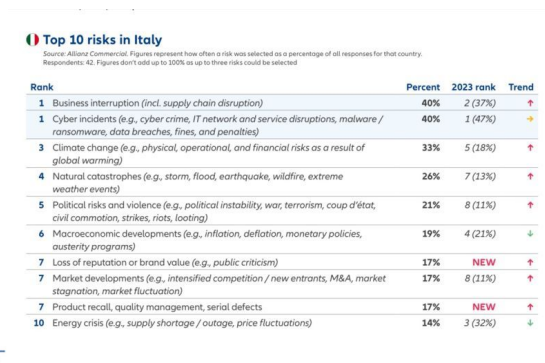 Top 10 risks in Italy
Source: Allianz Commercial. Figures represent how often a risk was selected as a percentage of all responses for that country.
Respondents: 42. Figures don't add up to 100% as up to three risks could be selected
Rank Percent 2023 rank Trend
1 Business interruption (incl. supply chain disruption) 40% 2 (37%) ↑
1 Cyber incidents (e.g., cyber crime, IT network and service disruptions, malware / 40% 1 (47%) →
ransomware, data breaches, fines, and penalties)
3 Climate change (e.g., physical, operational, and financial risks as a result of 33% 5 (18%) ↑
global warming)
4 Natural catastrophes (e.g., storm, flood, earthquake, wildfire, extreme 26% 7 (13%) ↑
weather events)
5 Political risks and violence (e.g., political instability, war, terrorism, coup d'état, 21% 8 (11%) ↑
civil commotion, strikes, riots, looting)
6 Macroeconomic developments (e.g., inflation, deflation, monetary policies, 19% 4 (21%) ↓
austerity programs)
7 Loss of reputation or brand value (e.g., public criticism) 17% NEW ↑
7 Market developments (e.g., intensified competition / new entrants, M&A, market 17% 8 (11%) ↑
stagnation, market fluctuation)
7 Product recall, quality management, serial defects 17% NEW ↑
10 Energy crisis (e.g., supply shortage / outage, price fluctuations) 14% 3 (32%) ↓